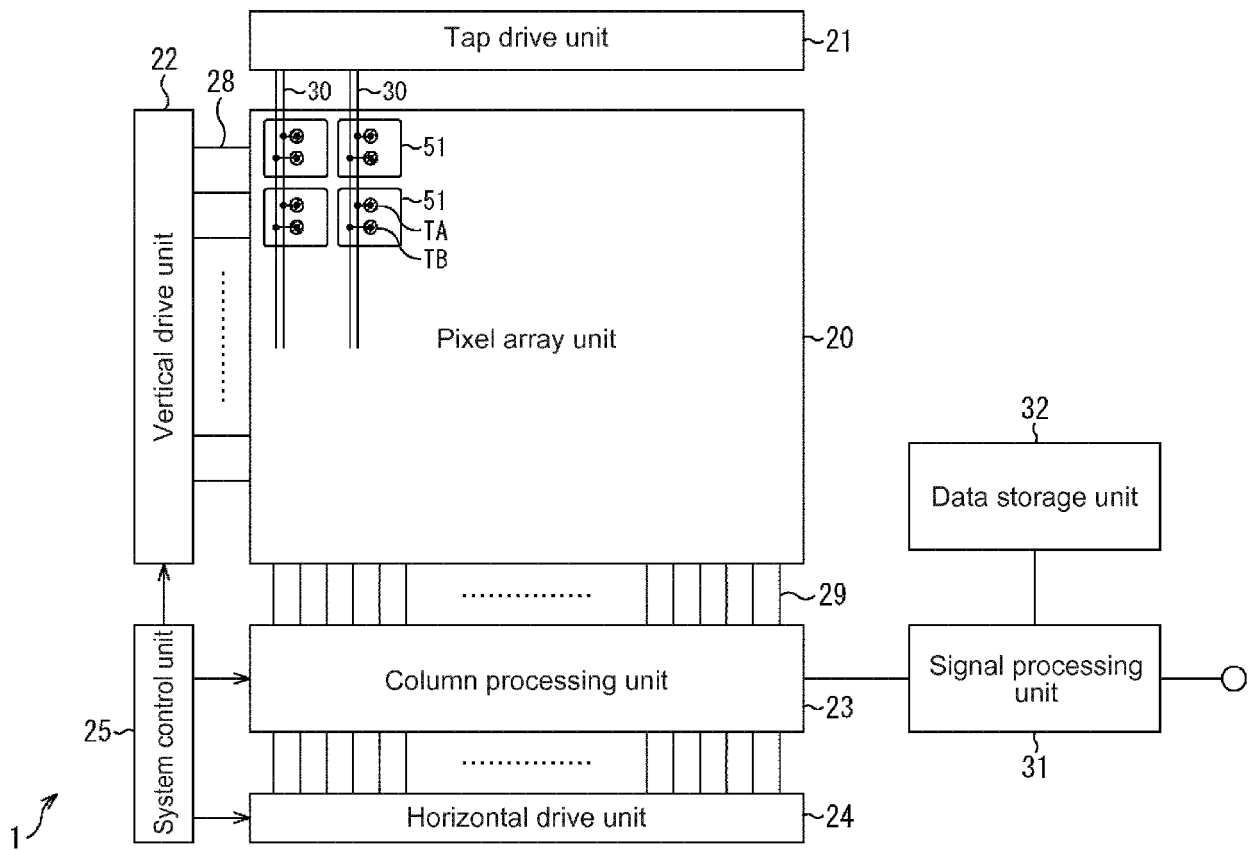 Tap drive unit
21
22
28
30
30
51
51
TA
TB
Vertical drive unit
Pixel array unit
20
32
Data storage unit
29
System control unit
25
Column processing unit
23
Signal processing
unit
31
Horizontal drive unit
24
1